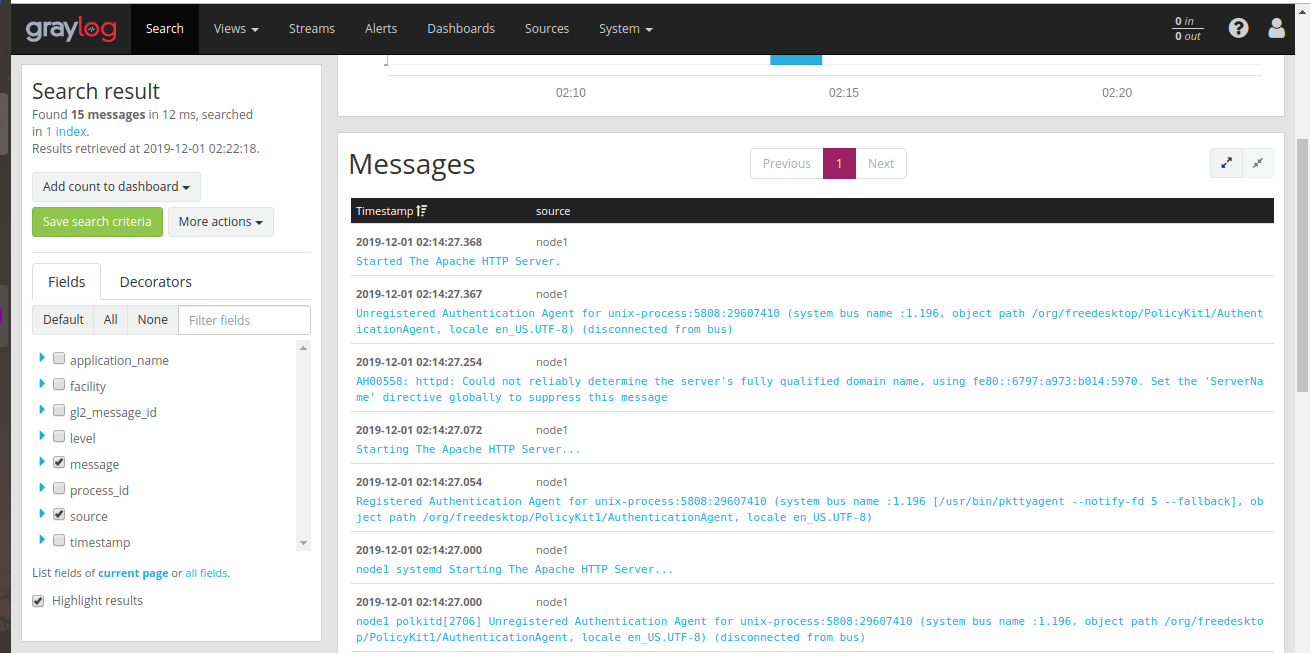 graylog
Search
Views
Streams
Alerts
Dashboards
Sources
System
0 in
0 out
Search result
Found 15 messages in 12 ms, searched
in 1 index.
Results retrieved at 2019-12-01 02:22:18.
Add count to dashboard
Save search criteria
More actions
Fields
Decorators
Default
All
None
Filter fields
application_name
facility
gl2_message_id
level
message
process_id
source
timestamp
List fields of current page or all fields.
Highlight results
02:10
02:15
02:20
Messages
Previous
1
Next
Timestamp
source
2019-12-01 02:14:27.368 node1
Started The Apache HTTP Server.
2019-12-01 02:14:27.367 node1
Unregistered Authentication Agent for unix-process:5808:29607410 (system bus name :1.196, object path /org/freedesktop/PolicyKit1/Authent
icationAgent, locale en_US.UTF-8) (disconnected from bus)
2019-12-01 02:14:27.254 node1
AH00558: httpd: Could not reliably determine the server's fully qualified domain name, using fe80::6797:a973:b014:5970. Set the 'ServerNa
me' directive globally to suppress this message
2019-12-01 02:14:27.072 node1
Starting The Apache HTTP Server...
2019-12-01 02:14:27.054 node1
Registered Authentication Agent for unix-process:5808:29607410 (system bus name :1.196 [/usr/bin/pkttyagent --notify-fd 5 --fallback], ob
ject path /org/freedesktop/PolicyKit1/AuthenticationAgent, locale en_US.UTF-8)
2019-12-01 02:14:27.000 node1
node1 systemd Starting The Apache HTTP Server...
2019-12-01 02:14:27.000 node1
node1 polkitd[2706] Unregistered Authentication Agent for unix-process:5808:29607410 (system bus name :1.196, object path /org/freedeskto
p/PolicyKit1/AuthenticationAgent, locale en_US.UTF-8) (disconnected from bus)